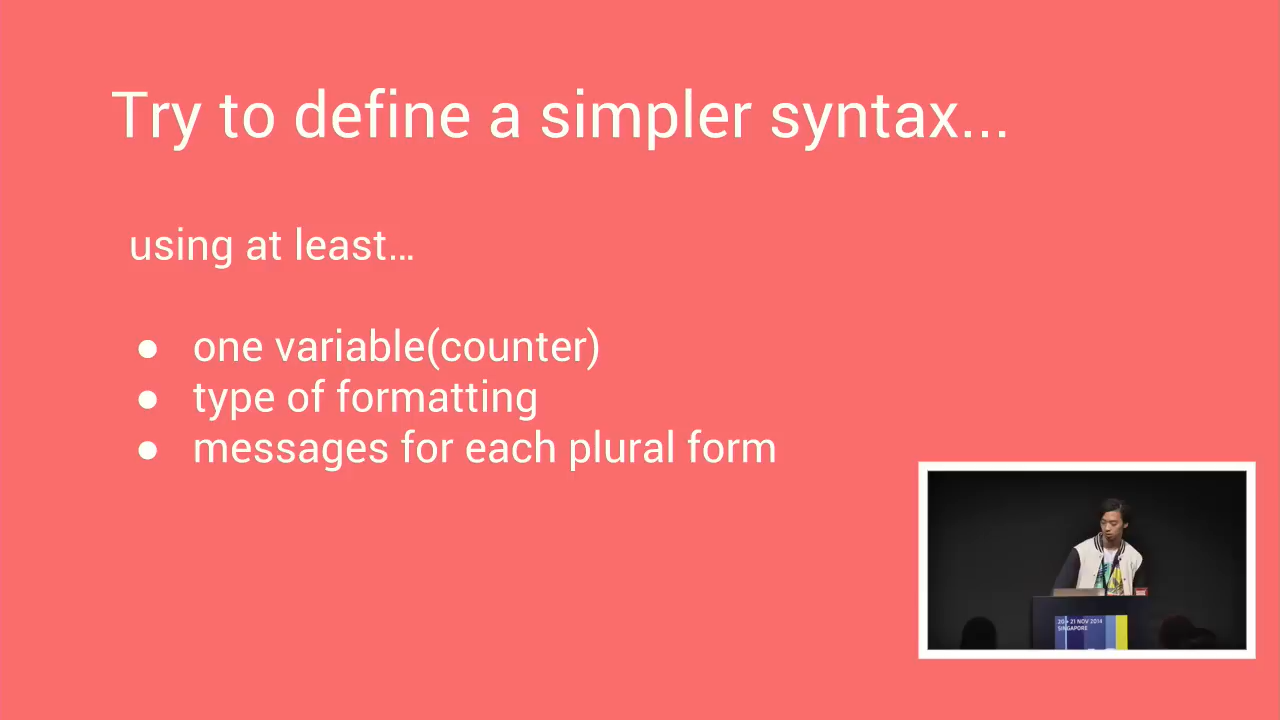 Try to define a simpler syntax...
using at least...
● one variable(counter)
● type of formatting
● messages for each plural form
20 + 21 NOV 2014
SINGAPORE